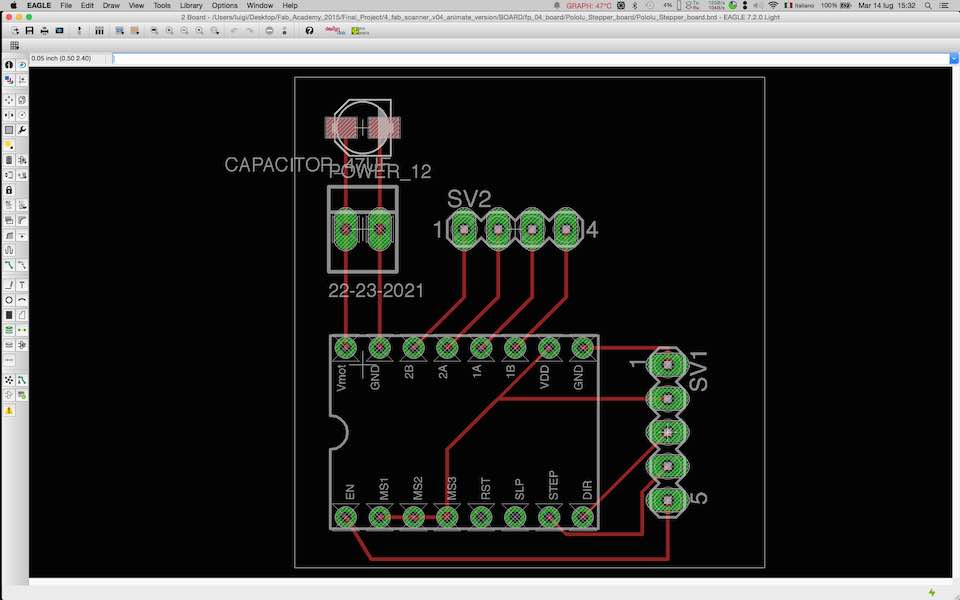 EAGLE File Edit Draw View Tools Library Options Window Help GRAPH: 47°C 4% Italiano 100% Mar 14 lug 15:32
2 Board - /Users/luigi/Desktop/Fab_Academy_2015/Final_Project/4_fab_scanner_v04_animate_version/BOARD/fp_04_board/Pololu_Stepper_board/Pololu_Stepper_board.brd - EAGLE 7.2.0 Light
0.05 inch (0.50 2.40)
CAPACITOR_47UF
POWER_12
SV2
1 4
22-23-2021
Vmot GND 2B 2A 1A 1B VDD GND
1 SV1
EN MS1 MS2 MS3 RST SLP STEP DIR
5